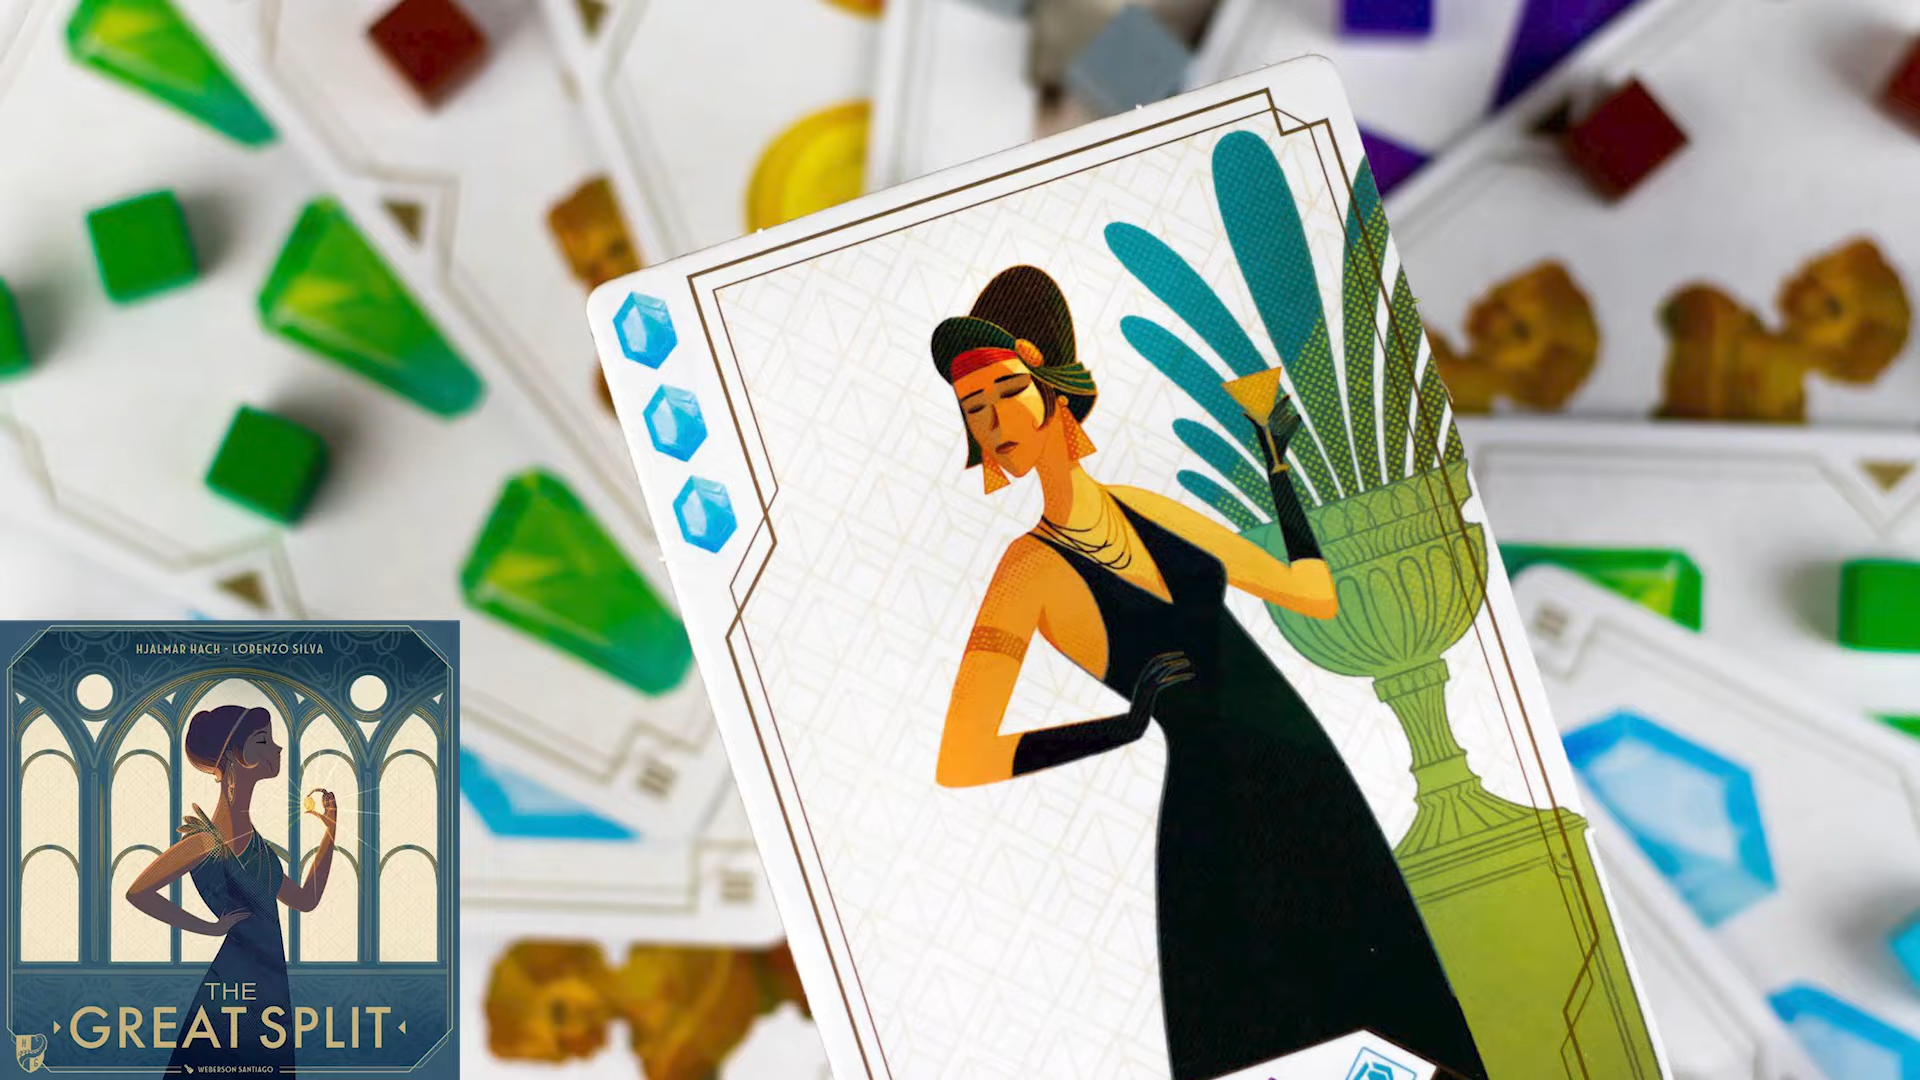 HJALMAR HACH - LORENZO SILVA
THE
GREAT SPLIT
WEBERSON SANTIAGO